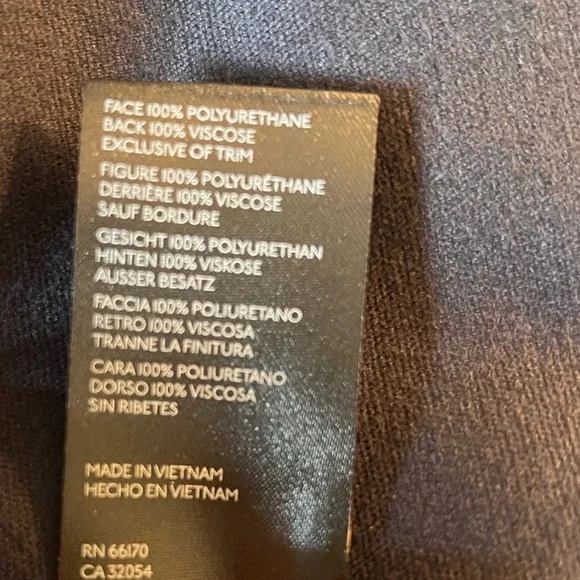 FACE 100% POLYURETHANE
BACK 100% VISCOSE
EXCLUSIVE OF TRIM
FIGURE 100% POLYURÉTHANE
DERRIÈRE 100% VISCOSE
SAUF BORDURE
GESICHT 100% POLYURETHAN
HINTEN 100% VISKOSE
AUSSER BESATZ
FACCIA 100% POLIURETANO
RETRO 100% VISCOSA
TRANNE LA FINITURA
CARA 100% POLIURETANO
DORSO 100% VISCOSA
SIN RIBETES
MADE IN VIETNAM
HECHO EN VIETNAM
RN 66170
CA 32054